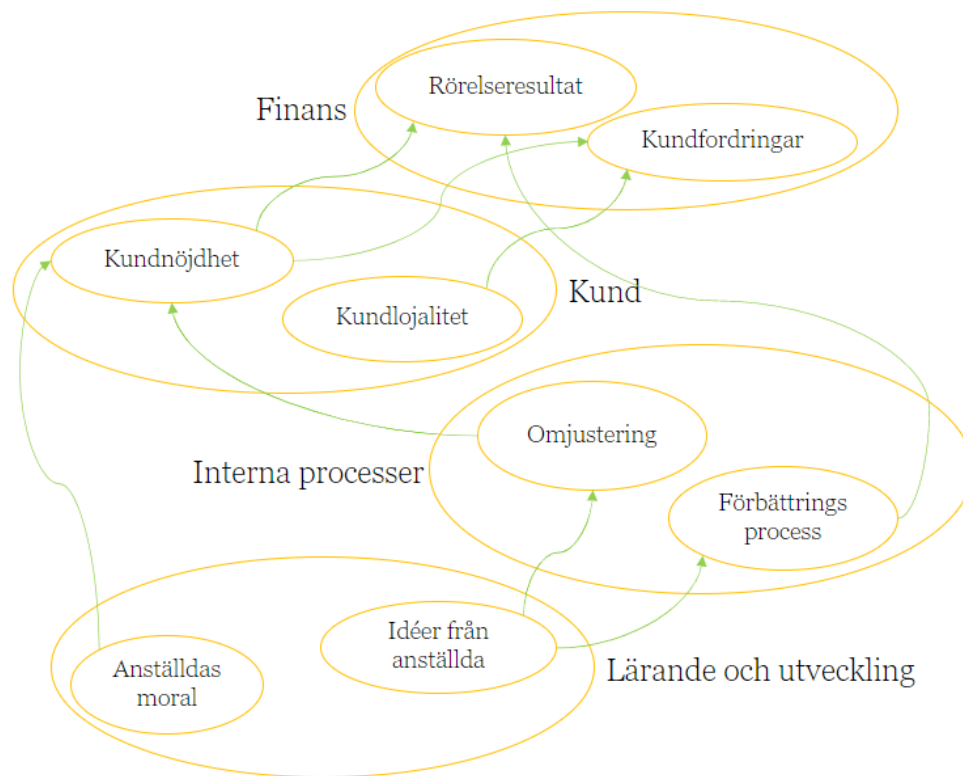 Rörelseresultat
Finans
Kundfordringar
Kundnöjdhet
Kund
Kundlojalitet
Omjustering
Interna processer
Förbättrings
process
Idéer från
anställda
Anställdas
moral
Lärande och utveckling